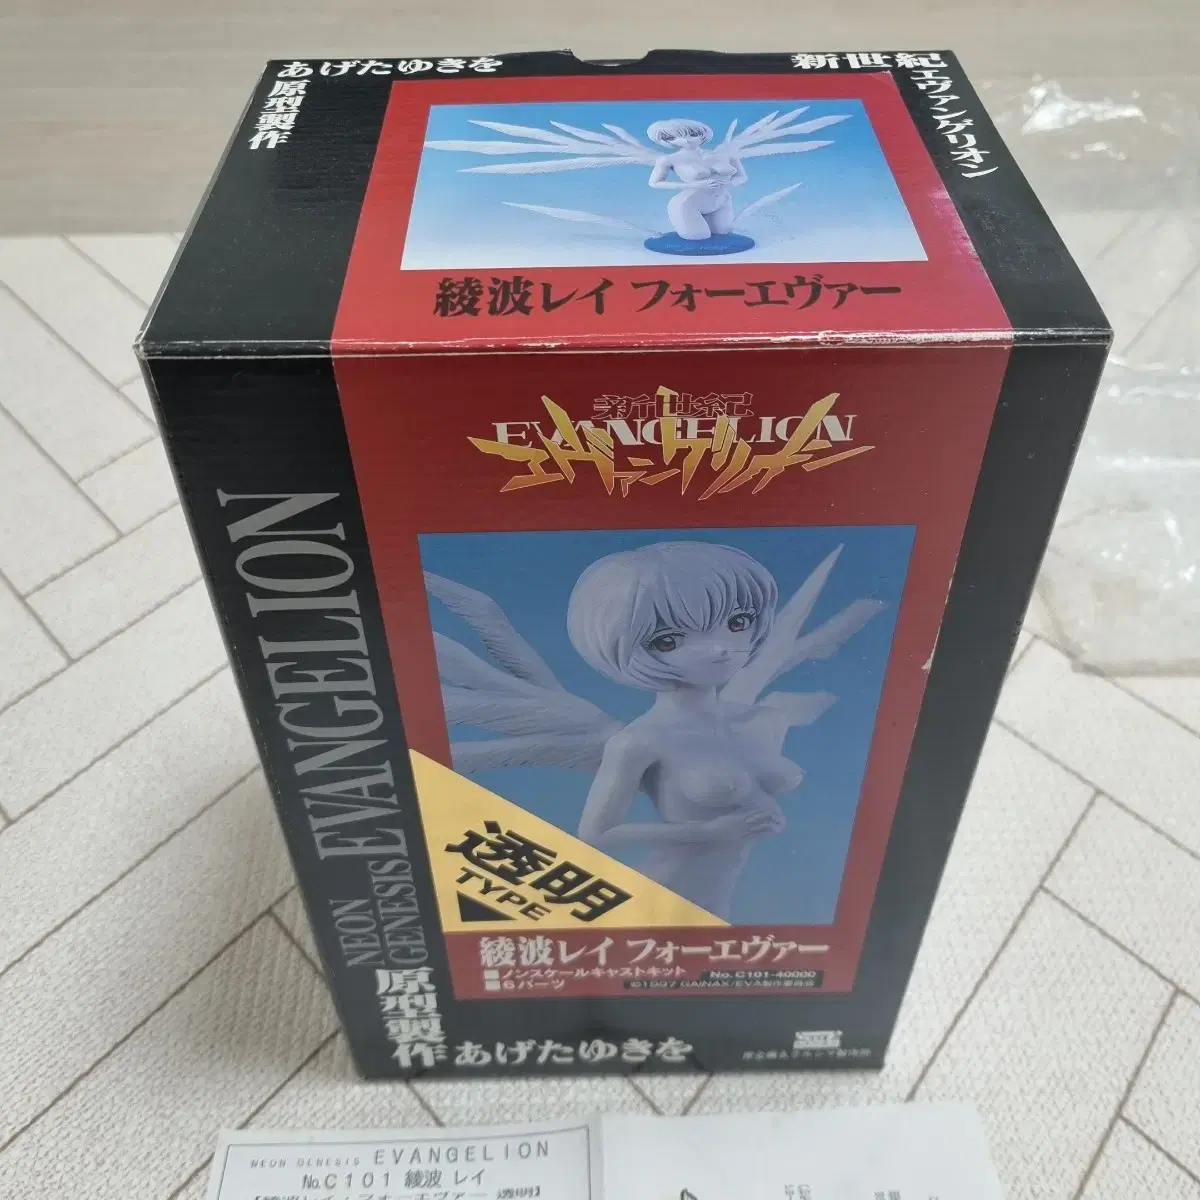 あげたゆきを
原型製作
新世紀
エヴァンゲリオン
綾波レイ フォーエヴァー
新世紀
EVANGELION
エヴァンゲリオン
NEON
GENESIS
EVANGELION
透明
TYPE
綾波レイ フォーエヴァー
■ノンスケールキャストキット
No.C101-40000
■6パーツ
©1997 GAINAX/EVA製作委員会
原型製作
あげたゆきを
NEON GENESIS EVANGELION
No.C101 綾波 レイ